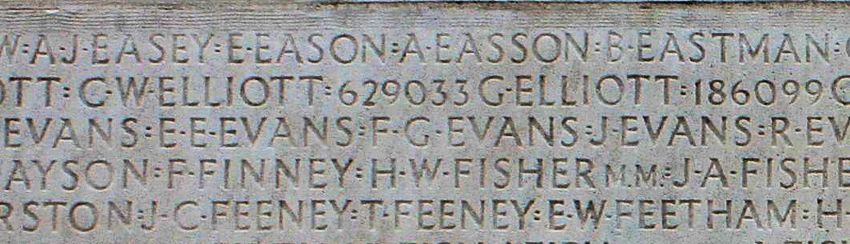 W·A·J·EASEY:E·EASON:A·EASSON:B·EASTMAN:
OTT:G·W·ELLIOTT:629033 G·ELLIOTT:186099 G
EVANS:E·E·EVANS:F·G·EVANS:J·EVANS:R·EV
AYSON:F·FINNEY:H·W·FISHER M.M.:J·A·FISHE
RSTON:J·C·FEENEY:T·FEENEY:E·W·FEETHAM:H·